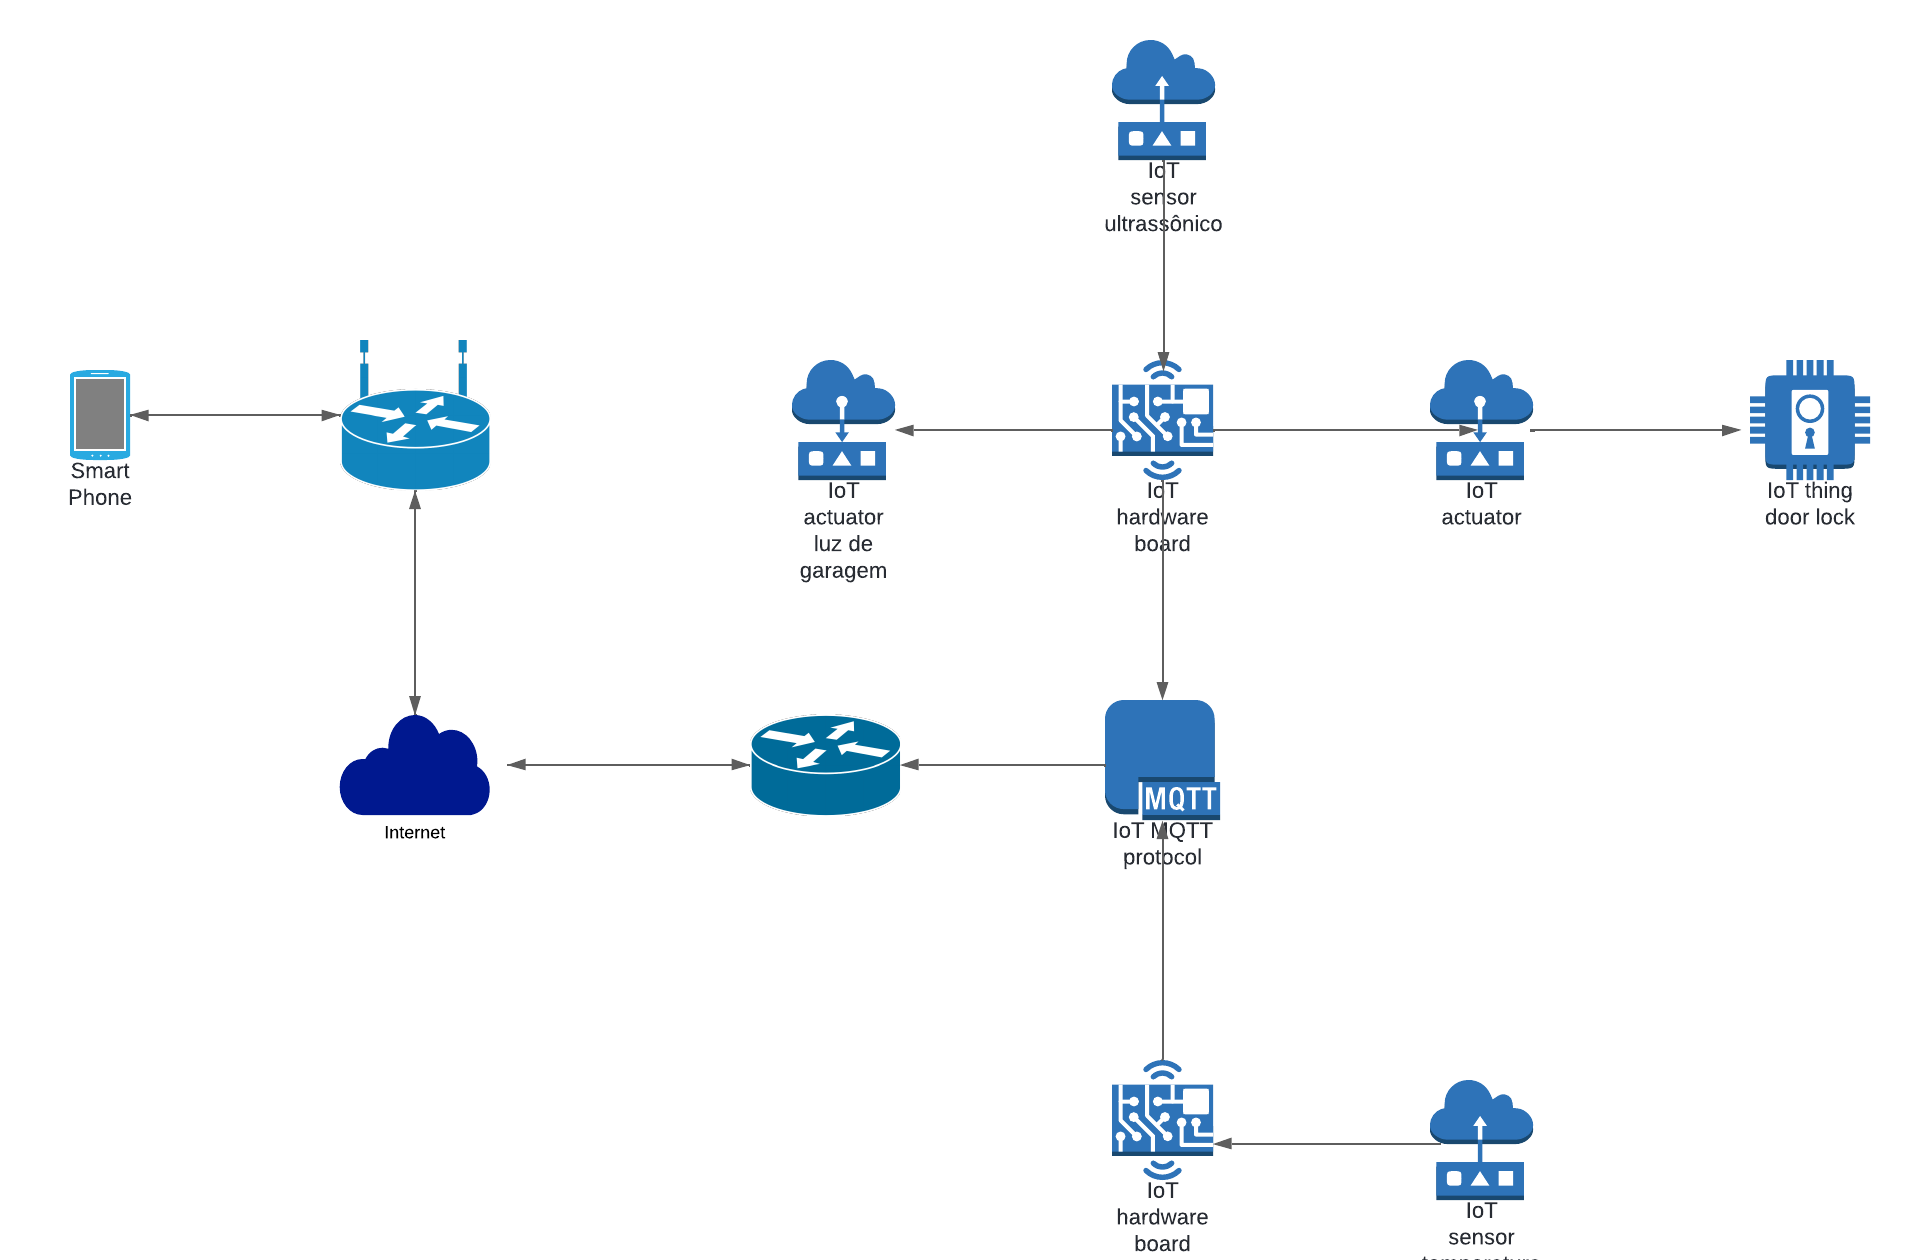 IoT
sensor
ultrassônico
Smart
Phone
IoT
actuator
luz de
garagem
IoT
hardware
board
IoT
actuator
IoT thing
door lock
Internet
MQTT
IoT MQTT
protocol
IoT
hardware
board
IoT
sensor